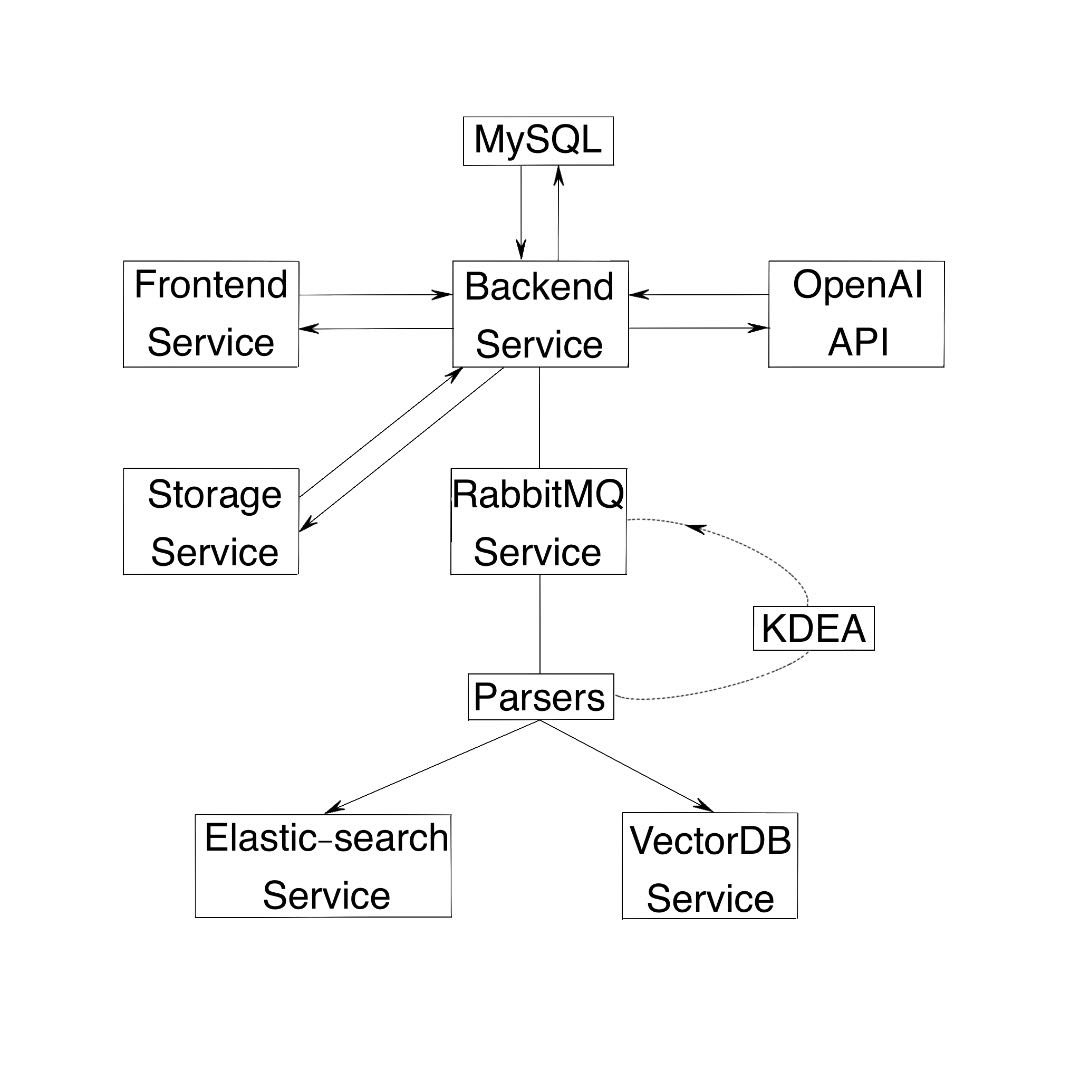 MySQL
Frontend
Service
Backend
Service
OpenAI
API
Storage
Service
RabbitMQ
Service
KDEA
Parsers
Elastic-search
Service
VectorDB
Service